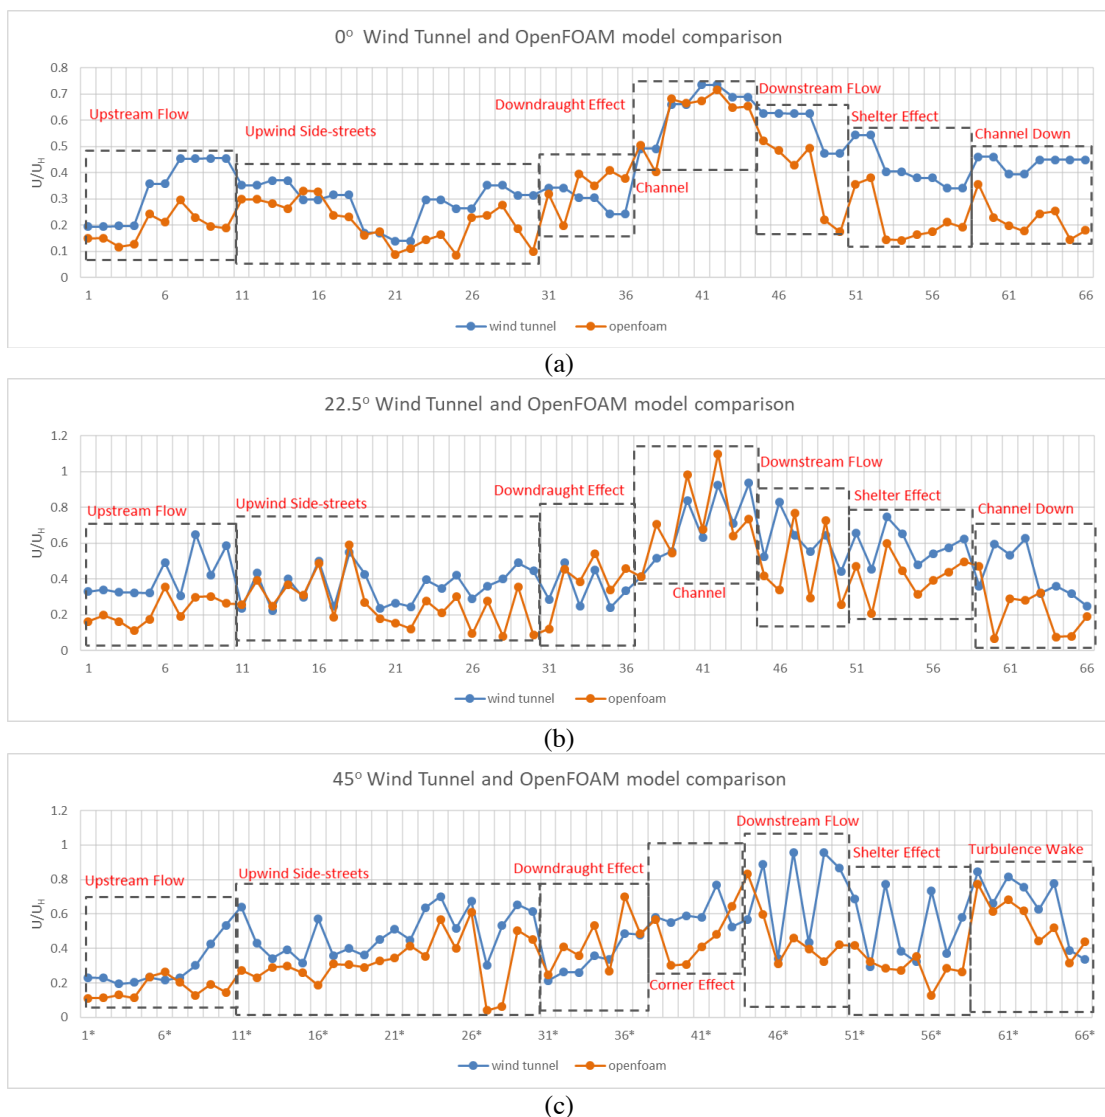 0° Wind Tunnel and OpenFOAM model comparison
0.8
0.7
0.6
0.5
0.4
0.3
0.2
0.1
0
U/UH
Upstream Flow
Upwind Side-streets
Downdraught Effect
Channel
Downstream FLow
Shelter Effect
Channel Down
1 6 11 16 21 26 31 36 41 46 51 56 61 66
wind tunnel openfoam
(a)
22.5° Wind Tunnel and OpenFOAM model comparison
1.2
1
0.8
0.6
0.4
0.2
0
U/UH
Upstream Flow
Upwind Side-streets
Downdraught Effect
Channel
Downstream FLow
Shelter Effect
Channel Down
1 6 11 16 21 26 31 36 41 46 51 56 61 66
wind tunnel openfoam
(b)
45° Wind Tunnel and OpenFOAM model comparison
1.2
1
0.8
0.6
0.4
0.2
0
U/UH
Upstream Flow
Upwind Side-streets
Downdraught Effect
Corner Effect
Downstream FLow
Shelter Effect
Turbulence Wake
1* 6* 11* 16* 21* 26* 31* 36* 41* 46* 51* 56* 61* 66*
wind tunnel openfoam
(c)